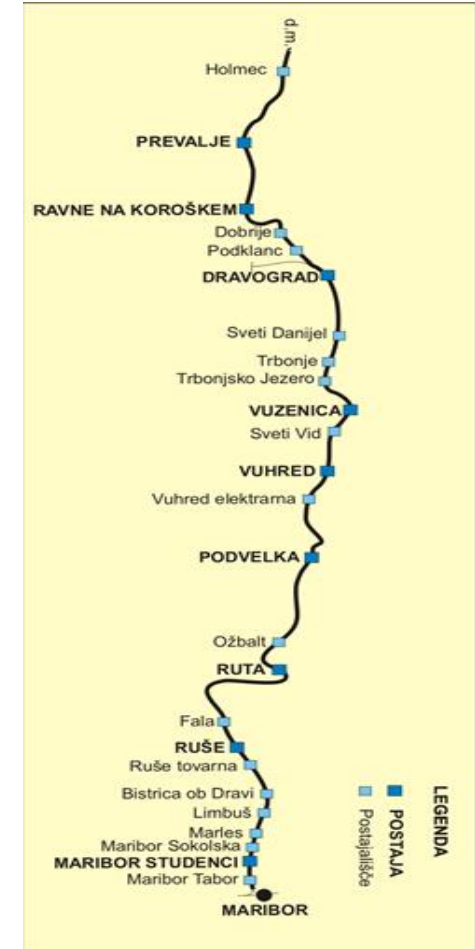 d.m.
Holmec
PREVALJE
RAVNE NA KOROŠKEM
Dobrije
Podklanc
DRAVOGRAD
Sveti Danijel
Trbonje
Trbonjsko Jezero
VUZENICA
Sveti Vid
VUHRED
Vuhred elektrarna
PODVELKA
Ožbalt
RUTA
Fala
RUŠE
Ruše tovarna
Bistrica ob Dravi
Limbuš
Marles
Maribor Sokolska
MARIBOR STUDENCI
Maribor Tabor
MARIBOR
LEGENDA
POSTAJA
Postajališče